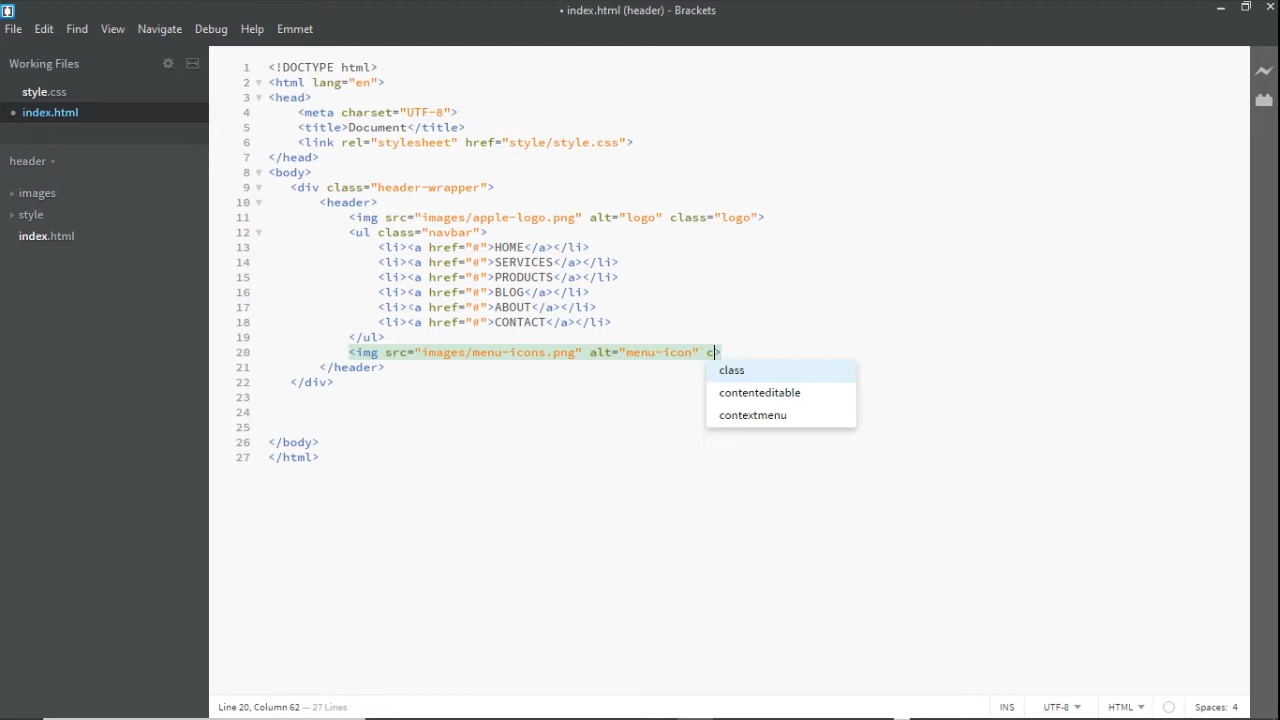 • index.html (header) - Brackets
File Edit Find View Navigate Debug Help Emmet
Working Files
style.css
• index.html
header
images
style
index.html
1 <!DOCTYPE html>
2 <html lang="en">
3 <head>
4 <meta charset="UTF-8">
5 <title>Document</title>
6 <link rel="stylesheet" href="style/style.css">
7 </head>
8 <body>
9 <div class="header-wrapper">
10 <header>
11 <img src="images/apple-logo.png" alt="logo" class="logo">
12 <ul class="navbar">
13 <li><a href="#">HOME</a></li>
14 <li><a href="#">SERVICES</a></li>
15 <li><a href="#">PRODUCTS</a></li>
16 <li><a href="#">BLOG</a></li>
17 <li><a href="#">ABOUT</a></li>
18 <li><a href="#">CONTACT</a></li>
19 </ul>
20 <img src="images/menu-icons.png" alt="menu-icon" c>
class
contenteditable
contextmenu
21 </header>
22 </div>
23
24
25
26 </body>
27 </html>
Line 20, Column 62 — 27 Lines
INS UTF-8 HTML Spaces: 4